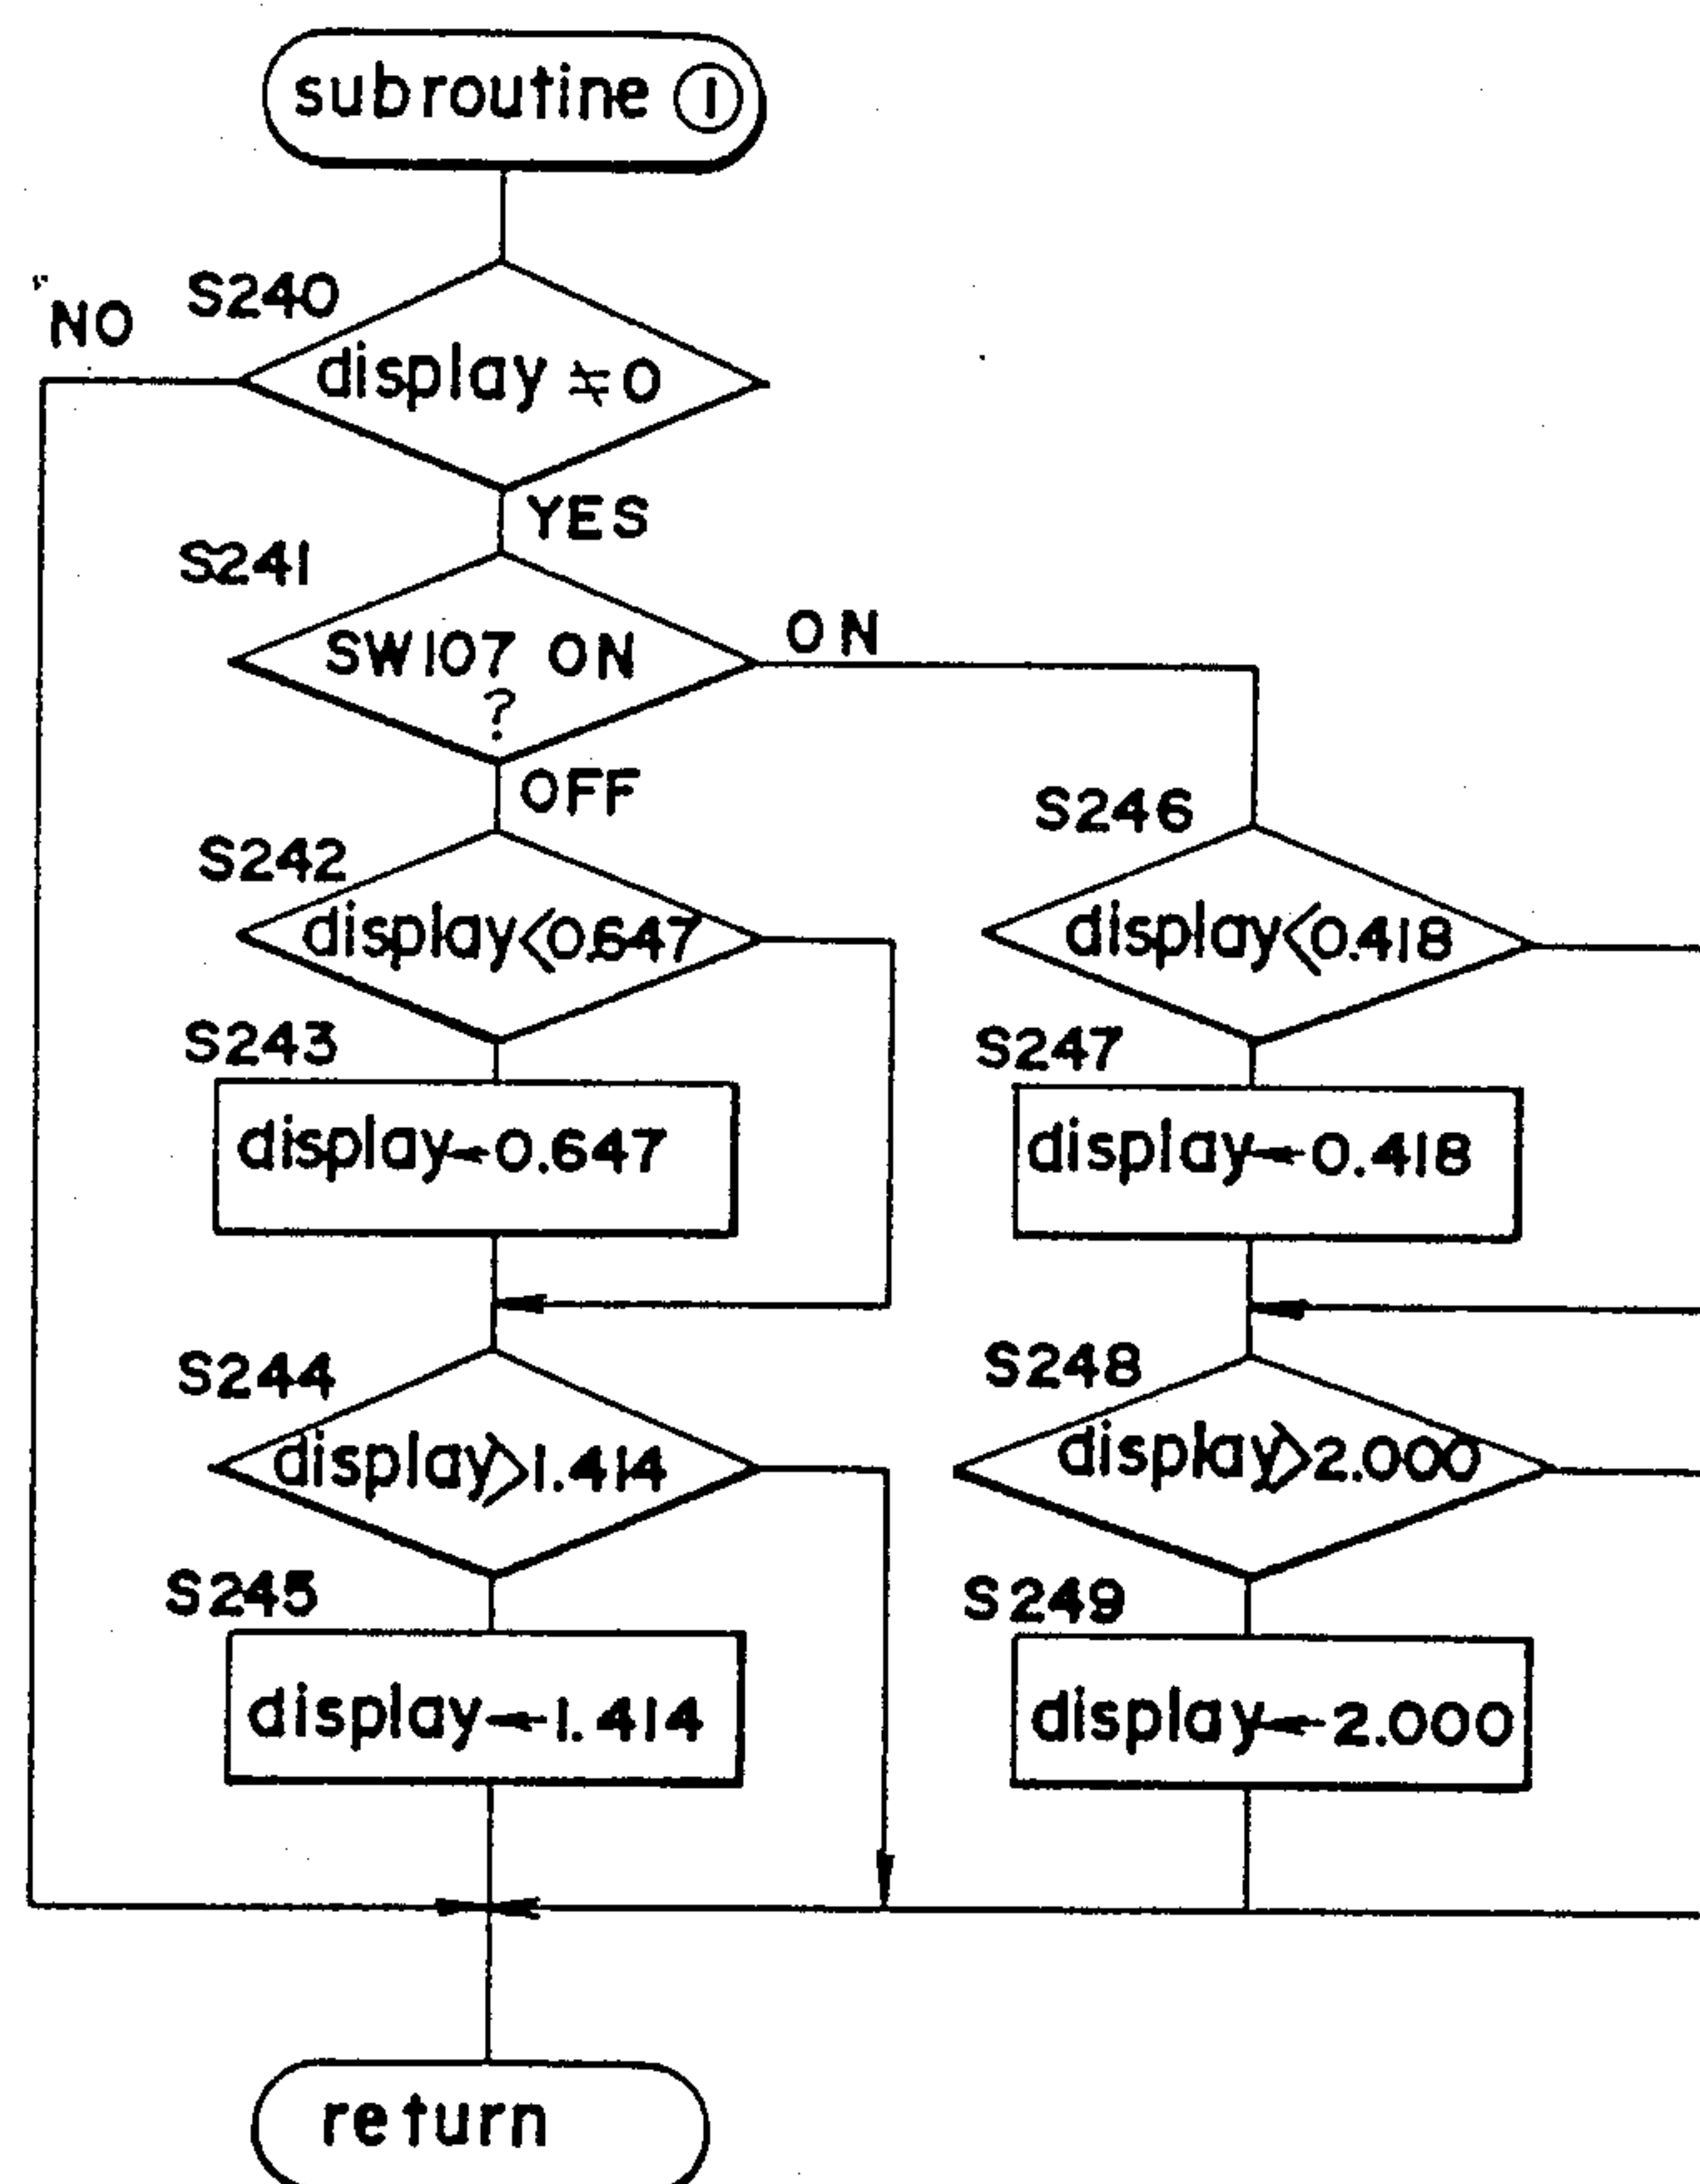 subroutine ①
NO
S240
display ≠ 0
YES
S241
SW107 ON
?
ON
OFF
S242
display<0.647
S243
display←0.647
S244
display>1.414
S245
display←1.414
S246
display<0.418
S247
display←0.418
S248
display>2.000
S249
display←2.000
return